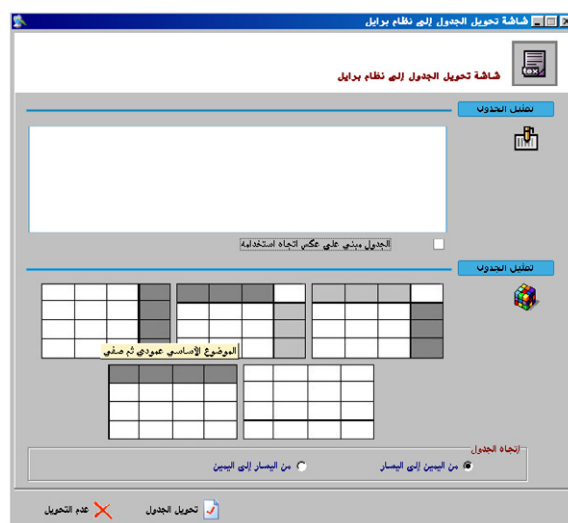 شاشة تحويل الجدول إلى نظام برايل
شاشة تحويل الجدول إلى نظام برايل
تمثيل الجدول
الجدول مبني على عكس اتجاه استخدامه
تمثيل الجدول
الموضوع الأساسي عمودي ثم صفي
إتجاه الجدول
من اليمين إلى اليسار
من اليسار إلى اليمين
تحويل الجدول
عدم التحويل